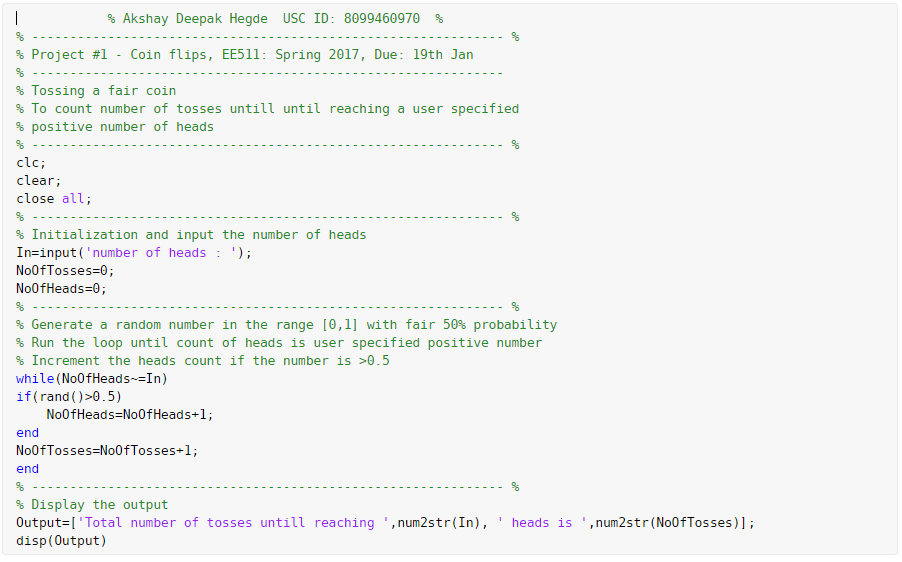 % Akshay Deepak Hegde  USC ID: 8099460970  %
% -------------------------------------------------------------- %
% Project #1 - Coin flips, EE511: Spring 2017, Due: 19th Jan
% --------------------------------------------------------------
% Tossing a fair coin
% To count number of tosses untill until reaching a user specified
% positive number of heads
% -------------------------------------------------------------- %
clc;
clear;
close all;
% -------------------------------------------------------------- %
% Initialization and input the number of heads
In=input('number of heads : ');
NoOfTosses=0;
NoOfHeads=0;
% -------------------------------------------------------------- %
% Generate a random number in the range [0,1] with fair 50% probability
% Run the loop until count of heads is user specified positive number
% Increment the heads count if the number is >0.5
while(NoOfHeads~=In)
if(rand()>0.5)
    NoOfHeads=NoOfHeads+1;
end
NoOfTosses=NoOfTosses+1;
end
% -------------------------------------------------------------- %
% Display the output
Output=['Total number of tosses untill reaching ',num2str(In), ' heads is ',num2str(NoOfTosses)];
disp(Output)